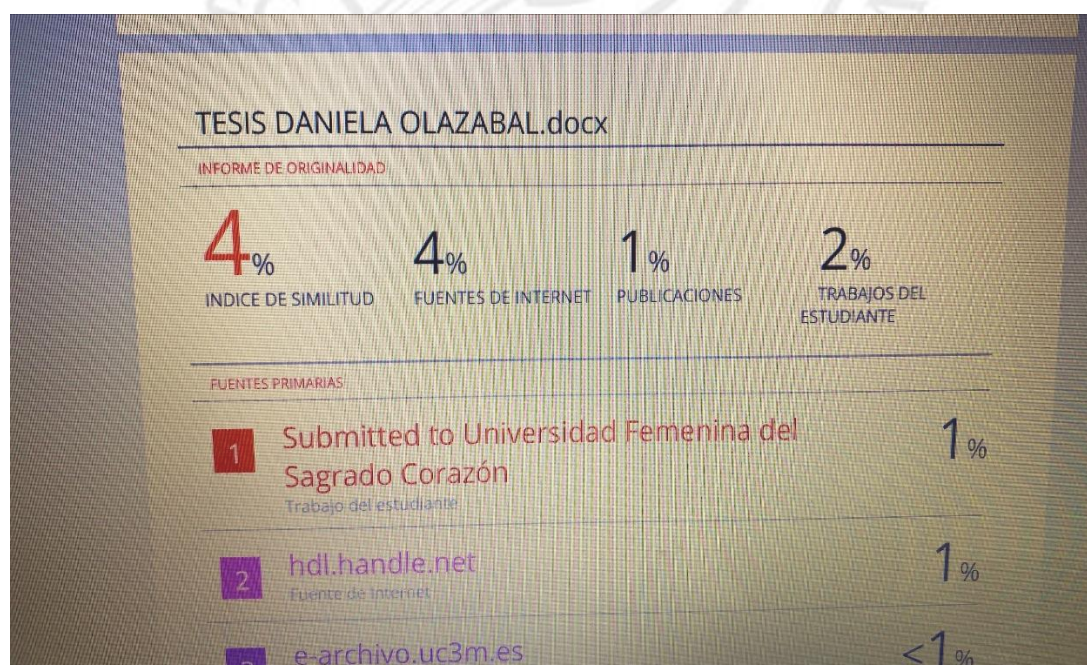 TESIS DANIELA OLAZABAL.docx
INFORME DE ORIGINALIDAD
4% 4% 1% 2%
INDICE DE SIMILITUD FUENTES DE INTERNET PUBLICACIONES TRABAJOS DEL
ESTUDIANTE
FUENTES PRIMARIAS
1 Submitted to Universidad Femenina del 1%
Sagrado Corazón
Trabajo del estudiante
2 hdl.handle.net 1%
Fuente de Internet
3 e-archivo.uc3m.es <1%